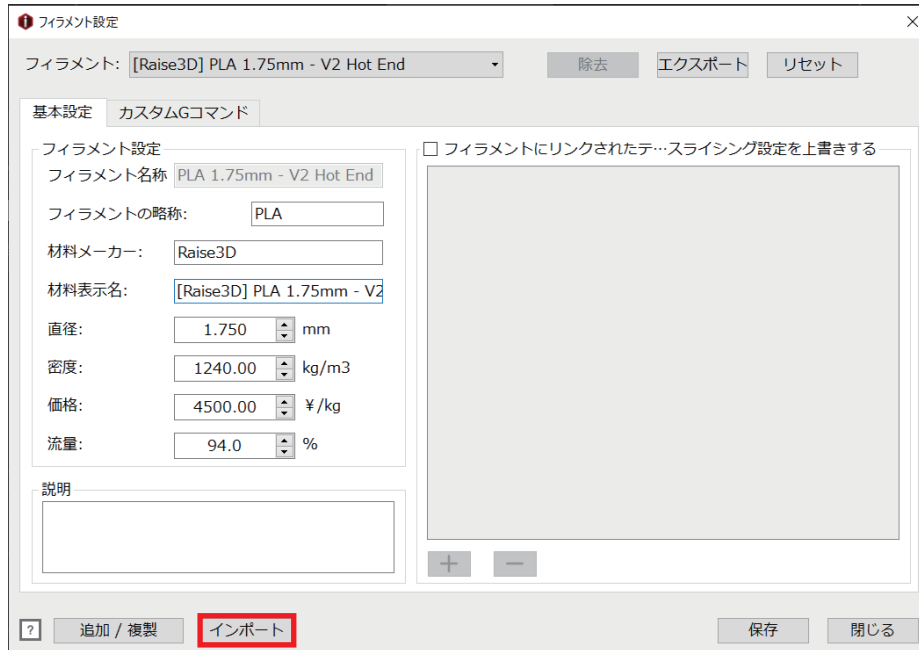 フィラメント設定
フィラメント: [Raise3D] PLA 1.75mm - V2 Hot End 除去 エクスポート リセット
基本設定 カスタムGコマンド
フィラメント設定
フィラメント名称 PLA 1.75mm - V2 Hot End
フィラメントの略称: PLA
材料メーカー: Raise3D
材料表示名: [Raise3D] PLA 1.75mm - V2
直径: 1.750 mm
密度: 1240.00 kg/m3
価格: 4500.00 ¥/kg
流量: 94.0 %
説明
フィラメントにリンクされたテ…スライシング設定を上書きする
+ −
? 追加 / 複製 インポート 保存 閉じる